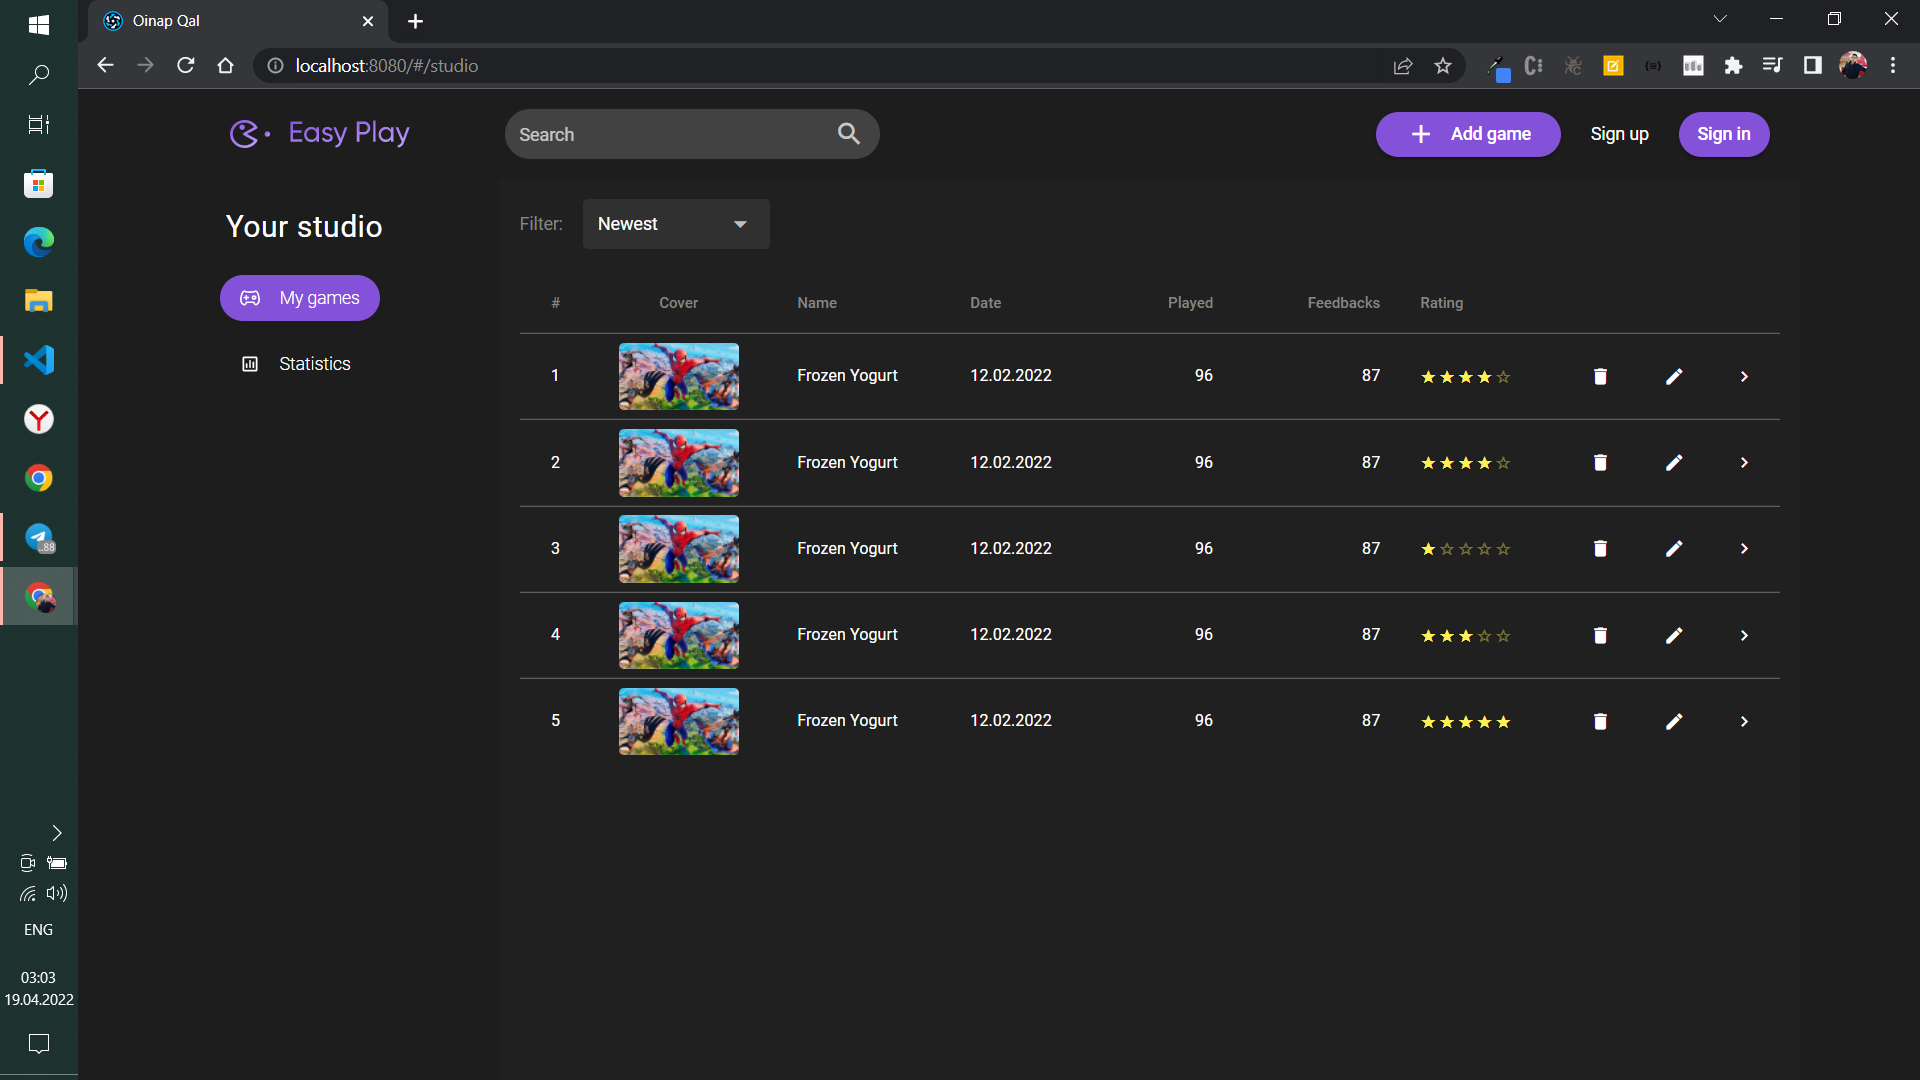 Oinap Qal
localhost:8080/#/studio
Easy Play
Search
Add game
Sign up
Sign in
Your studio
My games
Statistics
Filter:
Newest
# Cover Name Date Played Feedbacks Rating
1 Frozen Yogurt 12.02.2022 96 87
2 Frozen Yogurt 12.02.2022 96 87
3 Frozen Yogurt 12.02.2022 96 87
4 Frozen Yogurt 12.02.2022 96 87
5 Frozen Yogurt 12.02.2022 96 87
..88
ENG
03:03
19.04.2022